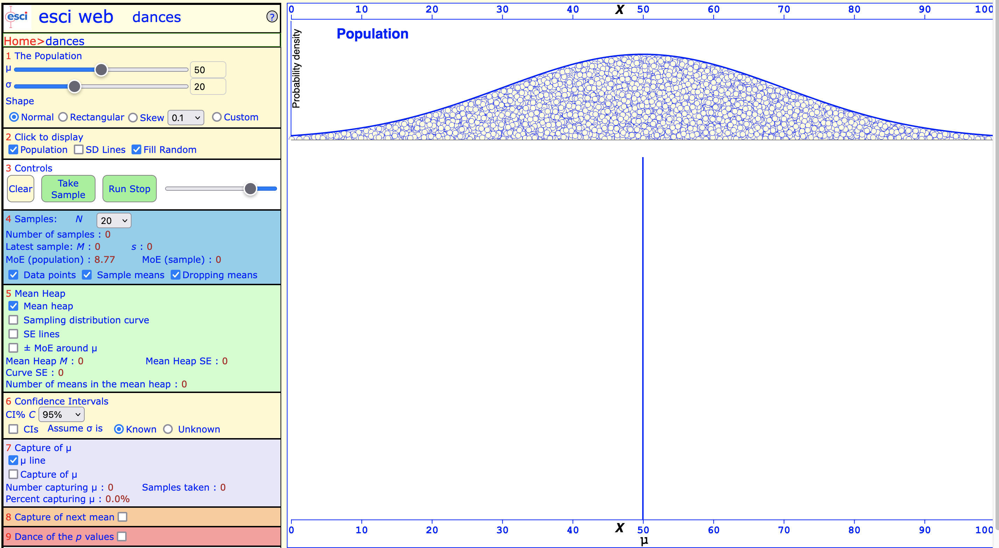 esci esci web dances ?
Home>dances
1 The Population
μ 50
σ 20
Shape
Normal Rectangular Skew 0.1 Custom
2 Click to display
Population SD Lines Fill Random
3 Controls
Clear Take Sample Run Stop
4 Samples: N 20
Number of samples : 0
Latest sample: M : 0 s : 0
MoE (population) : 8.77 MoE (sample) : 0
Data points Sample means Dropping means
5 Mean Heap
Mean heap
Sampling distribution curve
SE lines
± MoE around μ
Mean Heap M : 0 Mean Heap SE : 0
Curve SE : 0
Number of means in the mean heap : 0
6 Confidence Intervals
CI% C 95%
CIs Assume σ is Known Unknown
7 Capture of μ
μ line
Capture of μ
Number capturing μ : 0 Samples taken : 0
Percent capturing μ : 0.0%
8 Capture of next mean
9 Dance of the p values
0 10 20 30 40 X 50 60 70 80 90 100
Population
Probability density
0 10 20 30 40 X 50 60 70 80 90 100
μ